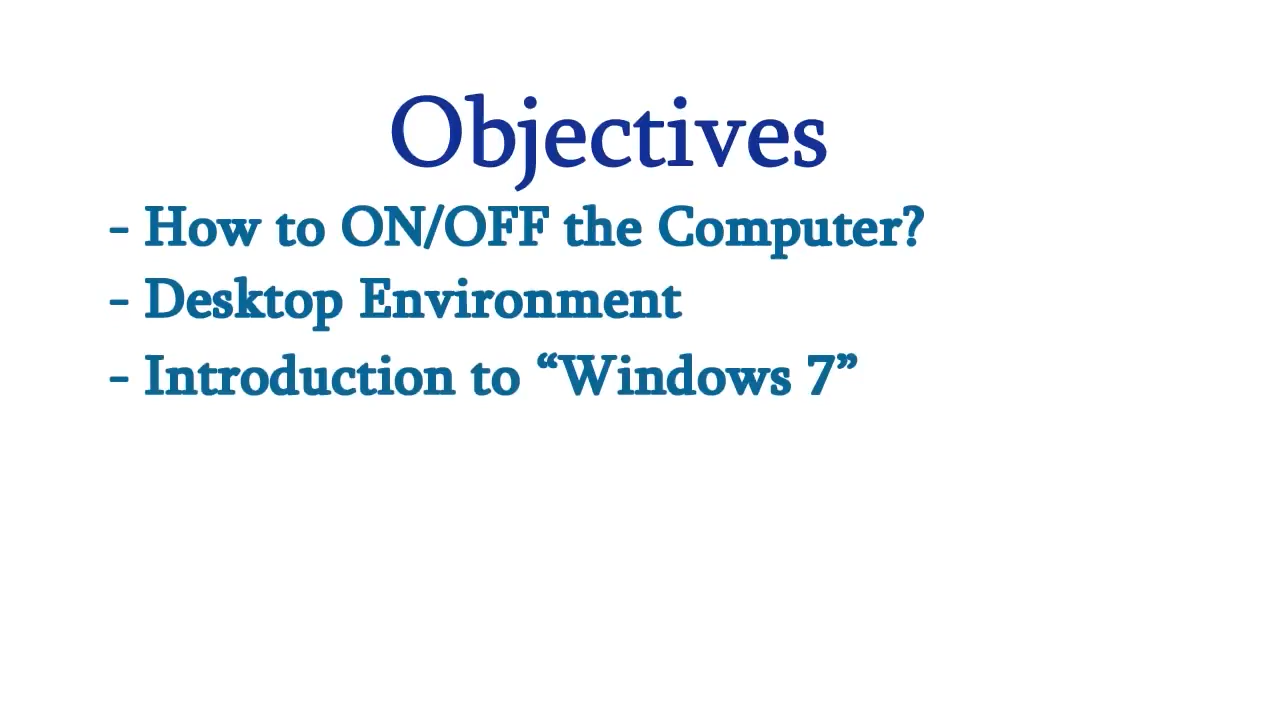 Objectives
- How to ON/OFF the Computer?
- Desktop Environment
- Introduction to “Windows 7”